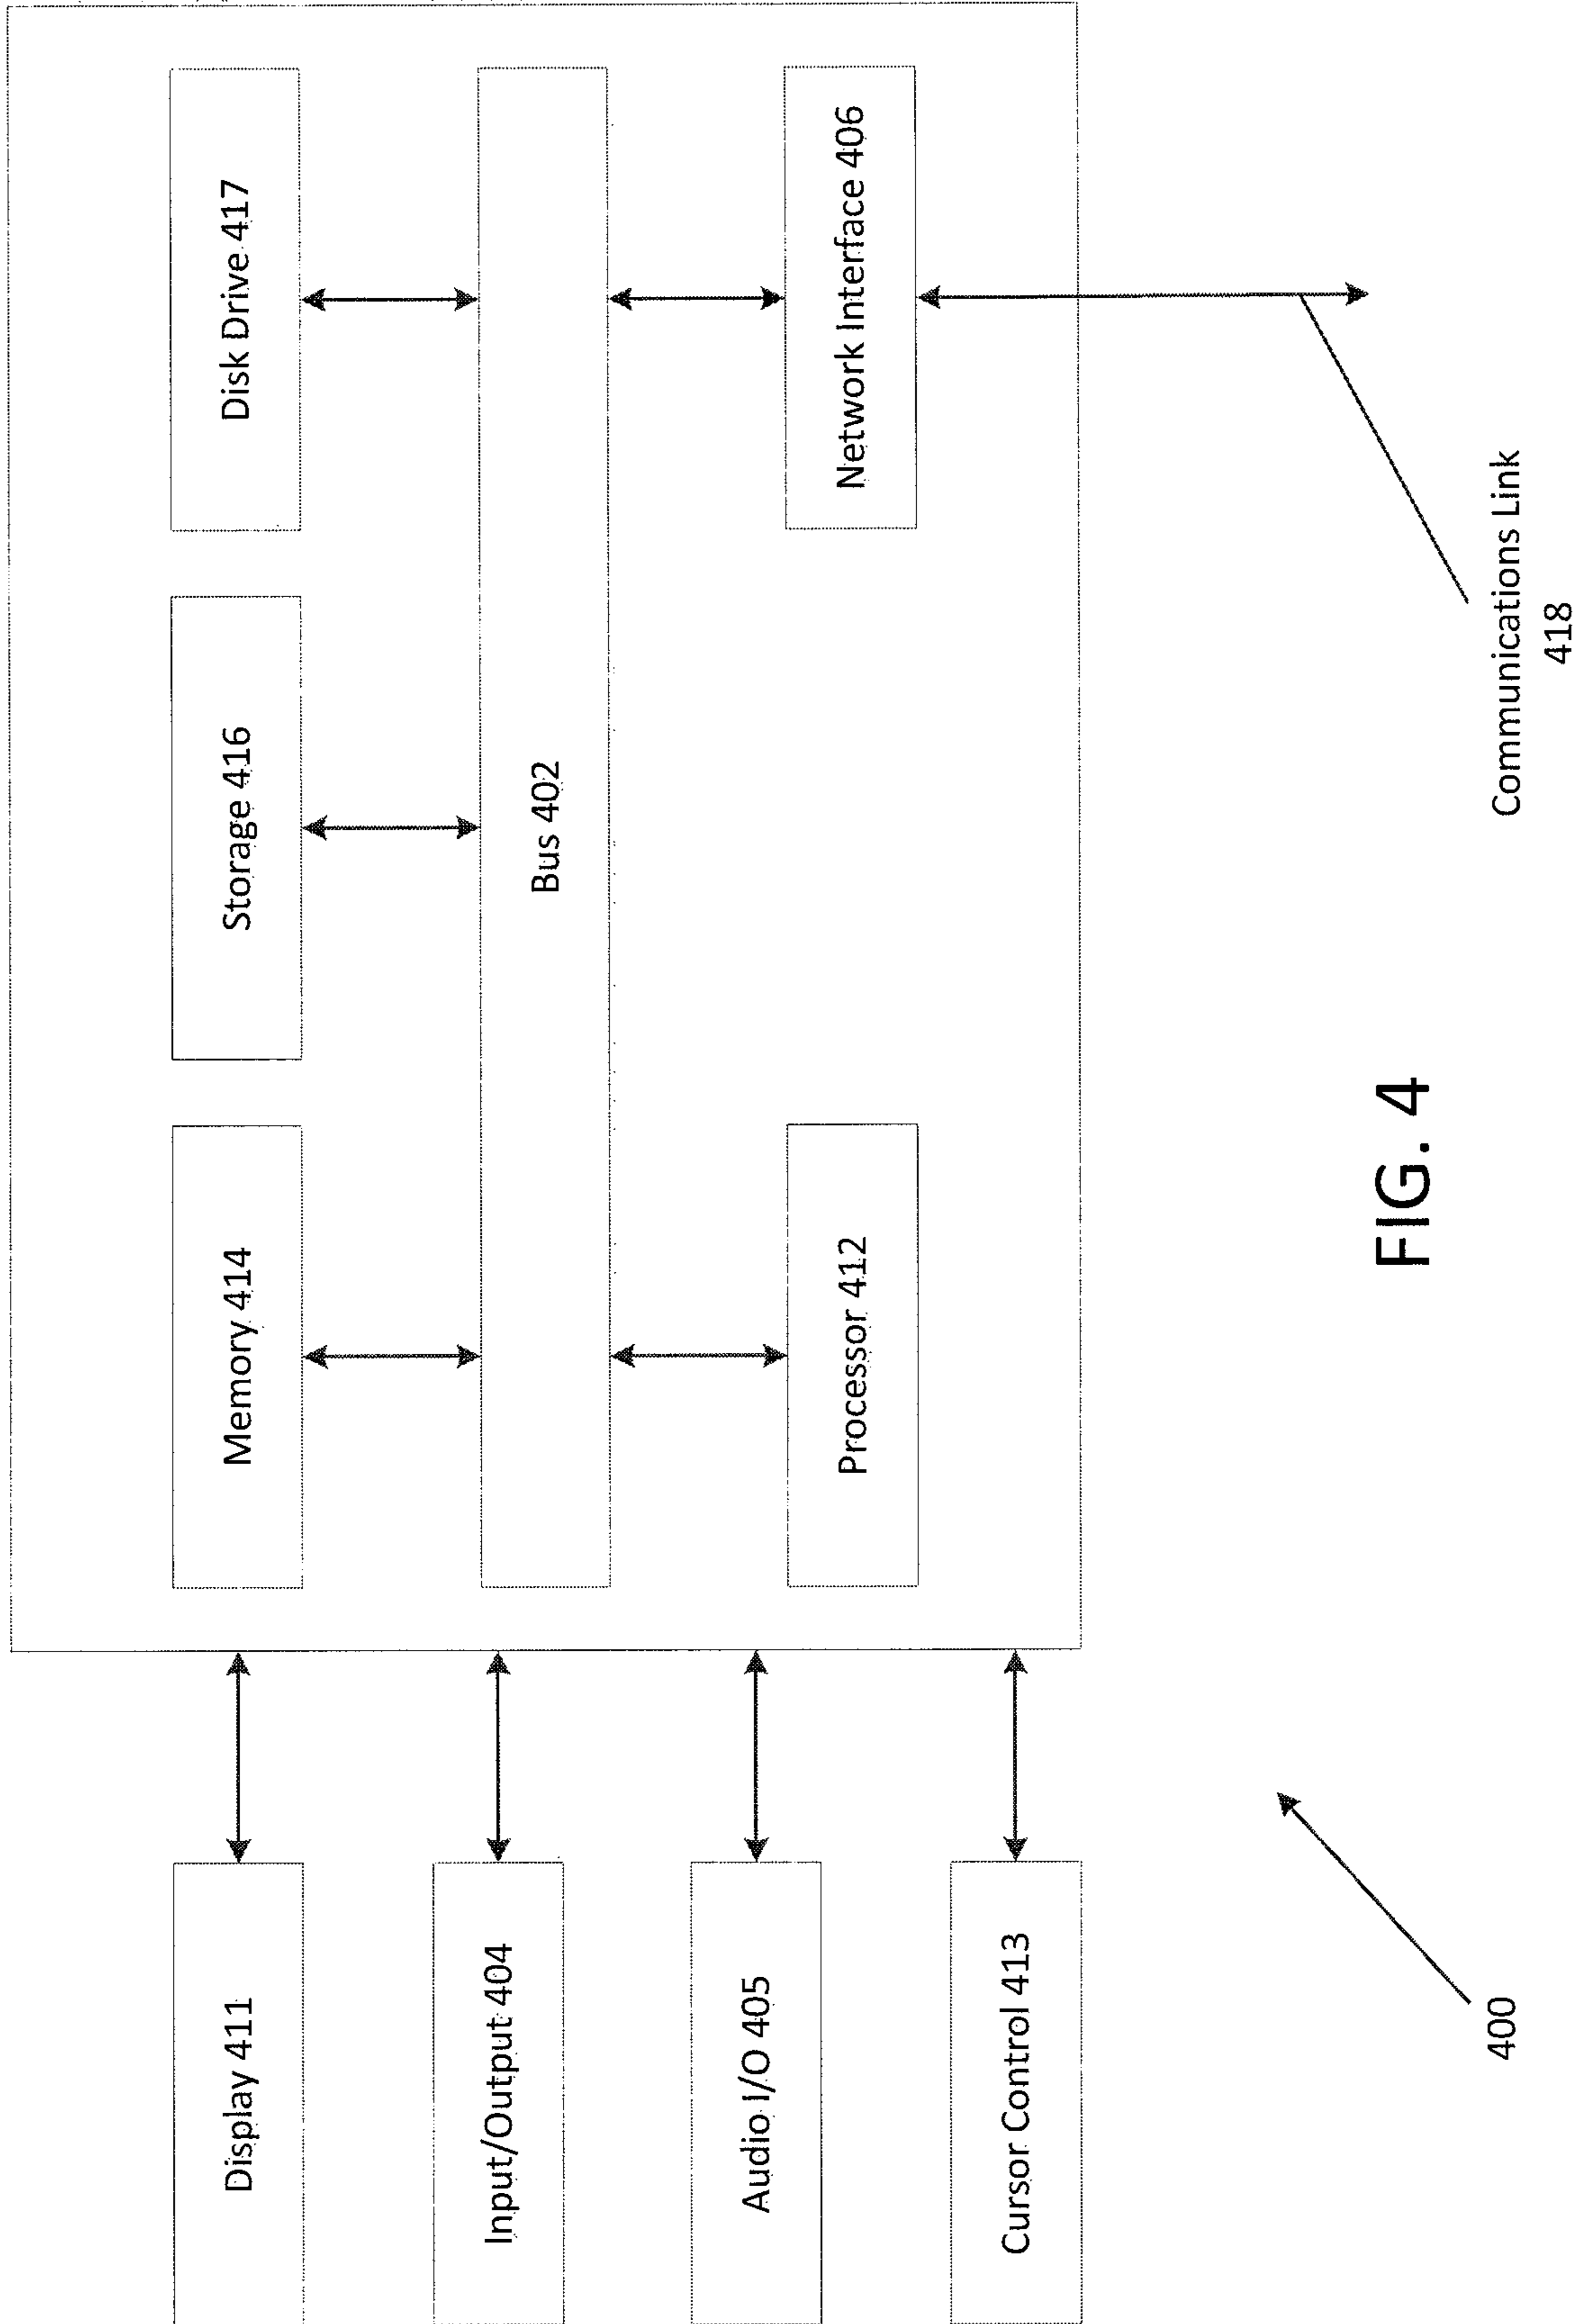 Display 411
Input/Output 404
Audio I/O 405
Cursor Control 413
Memory 414
Storage 416
Disk Drive 417
Bus 402
Processor 412
Network Interface 406
Communications Link
418
400
FIG. 4